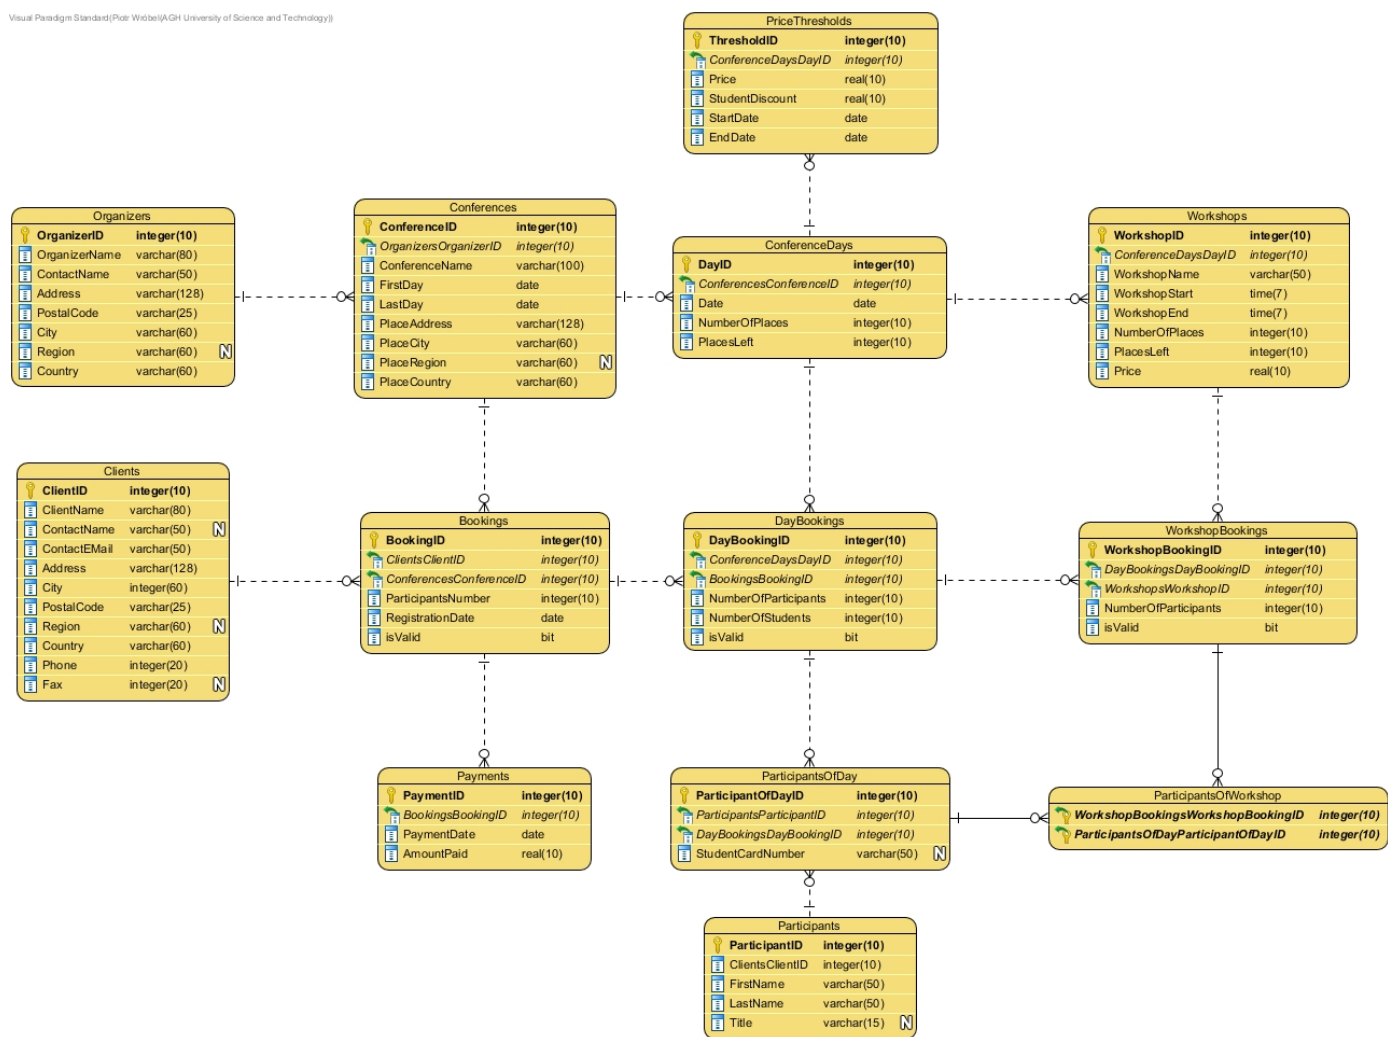 Visual Paradigm Standard(Piotr Wróbel(AGH University of Science and Technology))
PriceThresholds
ThresholdID integer(10)
ConferenceDaysDayID integer(10)
Price real(10)
StudentDiscount real(10)
StartDate date
EndDate date
Organizers
OrganizerID integer(10)
OrganizerName varchar(80)
ContactName varchar(50)
Address varchar(128)
PostalCode varchar(25)
City varchar(60)
Region varchar(60) N
Country varchar(60)
Conferences
ConferenceID integer(10)
OrganizersOrganizerID integer(10)
ConferenceName varchar(100)
FirstDay date
LastDay date
PlaceAddress varchar(128)
PlaceCity varchar(60)
PlaceRegion varchar(60) N
PlaceCountry varchar(60)
ConferenceDays
DayID integer(10)
ConferencesConferenceID integer(10)
Date date
NumberOfPlaces integer(10)
PlacesLeft integer(10)
Workshops
WorkshopID integer(10)
ConferenceDaysDayID integer(10)
WorkshopName varchar(50)
WorkshopStart time(7)
WorkshopEnd time(7)
NumberOfPlaces integer(10)
PlacesLeft integer(10)
Price real(10)
Clients
ClientID integer(10)
ClientName varchar(80)
ContactName varchar(50) N
ContactEMail varchar(50)
Address varchar(128)
City integer(60)
PostalCode varchar(25)
Region varchar(60) N
Country varchar(60)
Phone integer(20)
Fax integer(20) N
Bookings
BookingID integer(10)
ClientsClientID integer(10)
ConferencesConferenceID integer(10)
ParticipantsNumber integer(10)
RegistrationDate date
isValid bit
DayBookings
DayBookingID integer(10)
ConferenceDaysDayID integer(10)
BookingsBookingID integer(10)
NumberOfParticipants integer(10)
NumberOfStudents integer(10)
isValid bit
WorkshopBookings
WorkshopBookingID integer(10)
DayBookingsDayBookingID integer(10)
WorkshopsWorkshopID integer(10)
NumberOfParticipants integer(10)
isValid bit
Payments
PaymentID integer(10)
BookingsBookingID integer(10)
PaymentDate date
AmountPaid real(10)
ParticipantsOfDay
ParticipantOfDayID integer(10)
ParticipantsParticipantID integer(10)
DayBookingsDayBookingID integer(10)
StudentCardNumber varchar(50) N
ParticipantsOfWorkshop
WorkshopBookingsWorkshopBookingID integer(10)
ParticipantsOfDayParticipantOfDayID integer(10)
Participants
ParticipantID integer(10)
ClientsClientID integer(10)
FirstName varchar(50)
LastName varchar(50)
Title varchar(15) N